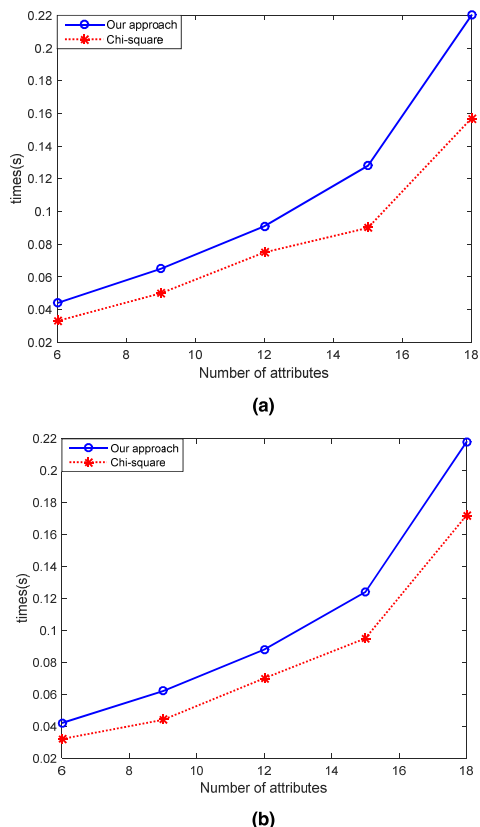 0.22
Our approach
Chi-square
0.2
0.18
0.16
0.14
0.12
0.1
0.08
0.06
0.04
0.02
times(s)
6 8 10 12 14 16 18
Number of attributes
(a)
0.22
Our approach
Chi-square
0.2
0.18
0.16
0.14
0.12
0.1
0.08
0.06
0.04
0.02
times(s)
6 8 10 12 14 16 18
Number of attributes
(b)